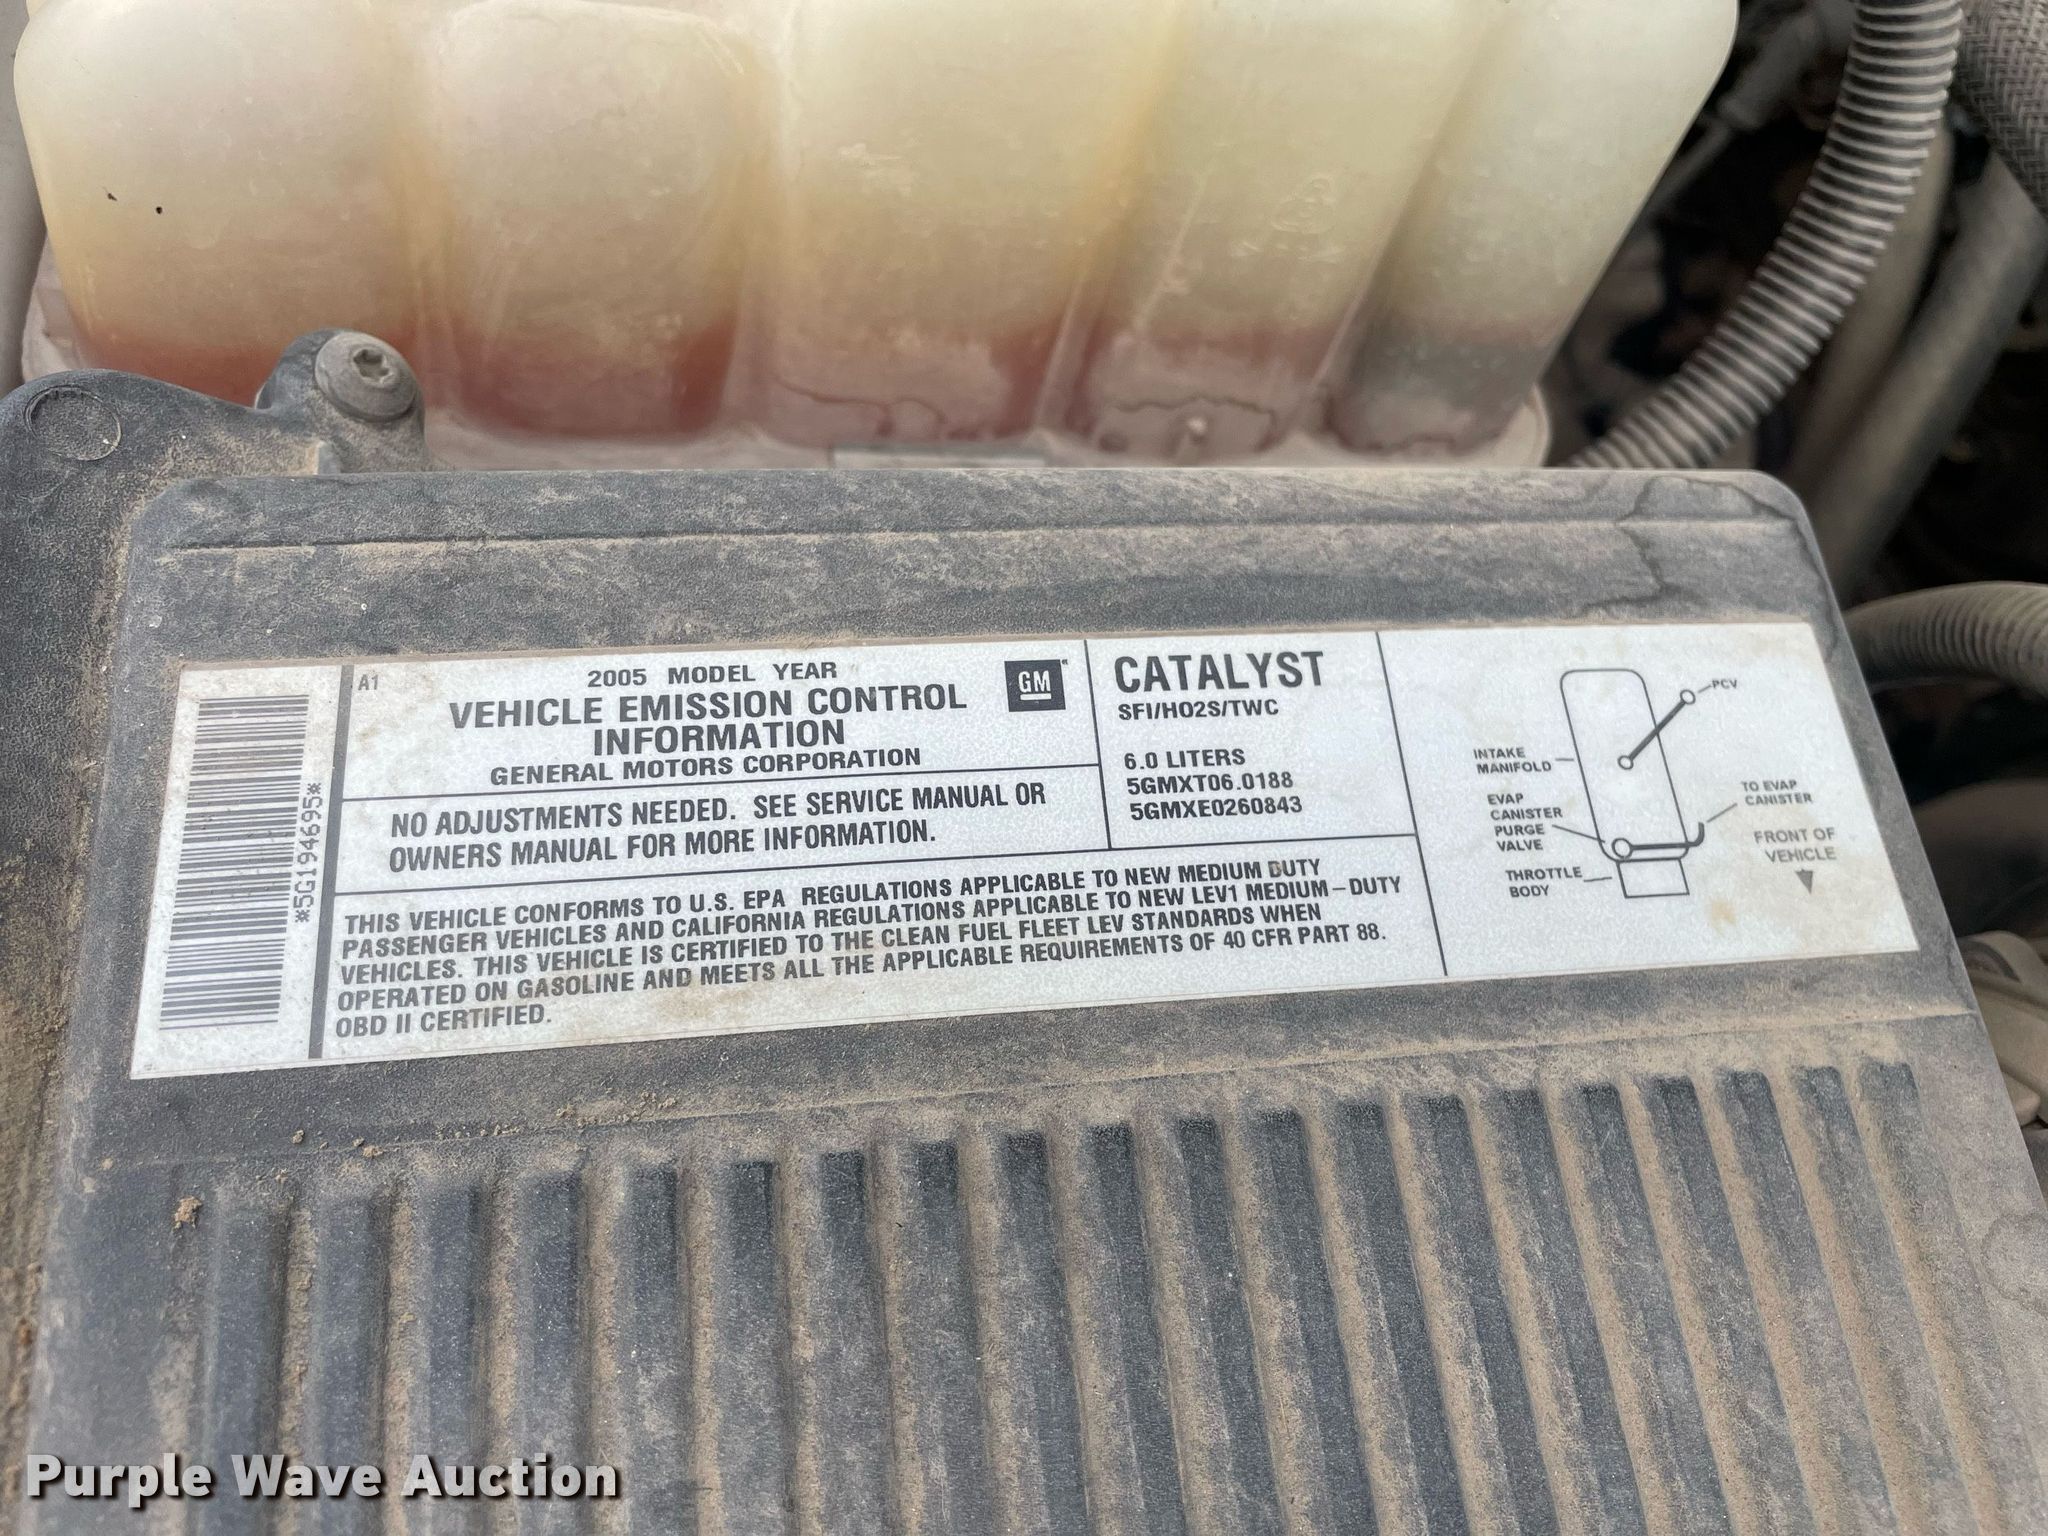 *5G194695*
A1
2005 MODEL YEAR
VEHICLE EMISSION CONTROL
INFORMATION
GENERAL MOTORS CORPORATION
GM
NO ADJUSTMENTS NEEDED. SEE SERVICE MANUAL OR
OWNERS MANUAL FOR MORE INFORMATION.
CATALYST
SFI/HO2S/TWC
6.0 LITERS
5GMXT06.0188
5GMXE0260843
THIS VEHICLE CONFORMS TO U.S. EPA REGULATIONS APPLICABLE TO NEW MEDIUM DUTY
PASSENGER VEHICLES AND CALIFORNIA REGULATIONS APPLICABLE TO NEW LEV1 MEDIUM-DUTY
VEHICLES. THIS VEHICLE IS CERTIFIED TO THE CLEAN FUEL FLEET LEV STANDARDS WHEN
OPERATED ON GASOLINE AND MEETS ALL THE APPLICABLE REQUIREMENTS OF 40 CFR PART 88.
OBD II CERTIFIED.
PCV
INTAKE
MANIFOLD
EVAP
CANISTER
PURGE
VALVE
THROTTLE
BODY
TO EVAP
CANISTER
FRONT OF
VEHICLE
Purple Wave Auction